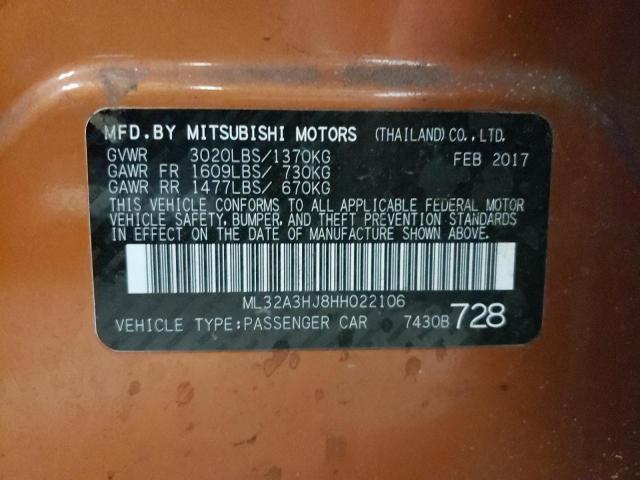 MFD.BY MITSUBISHI MOTORS (THAILAND)CO.,LTD.
GVWR 3020LBS/1370KG FEB 2017
GAWR FR 1609LBS/ 730KG
GAWR RR 1477LBS/ 670KG
THIS VEHICLE CONFORMS TO ALL APPLICABLE FEDERAL MOTOR
VEHICLE SAFETY, BUMPER, AND THEFT PREVENTION STANDARDS
IN EFFECT ON THE DATE OF MANUFACTURE SHOWN ABOVE.
ML32A3HJ8HH022106
VEHICLE TYPE:PASSENGER CAR 7430B 728